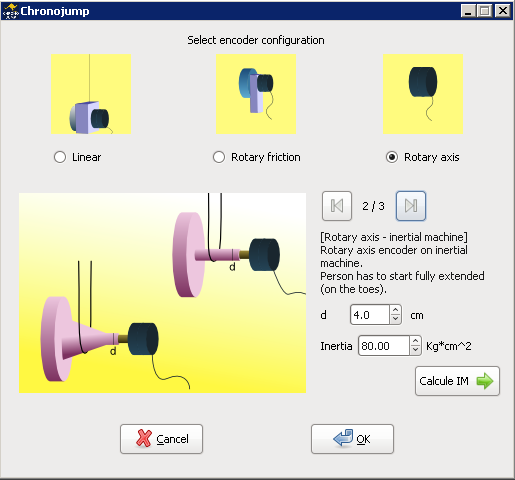 Chronojump
Select encoder configuration
Linear
Rotary friction
Rotary axis
2 / 3
[Rotary axis - inertial machine]
Rotary axis encoder on inertial
machine.
Person has to start fully extended
(on the toes).
d 4.0 cm
Inertia 80.00 Kg*cm^2
d
d
Calcule IM
Cancel
OK